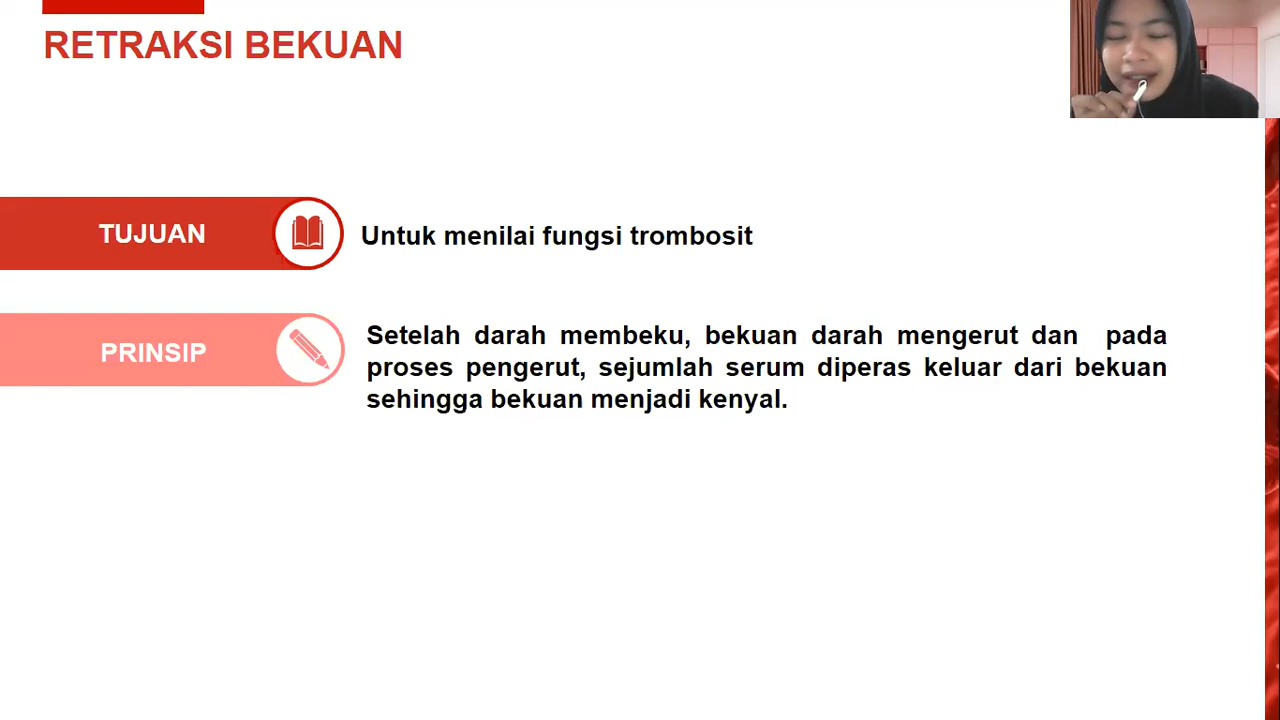 RETRAKSI BEKUAN
TUJUAN
Untuk menilai fungsi trombosit
PRINSIP
Setelah darah membeku, bekuan darah mengerut dan pada
proses pengerut, sejumlah serum diperas keluar dari bekuan
sehingga bekuan menjadi kenyal.